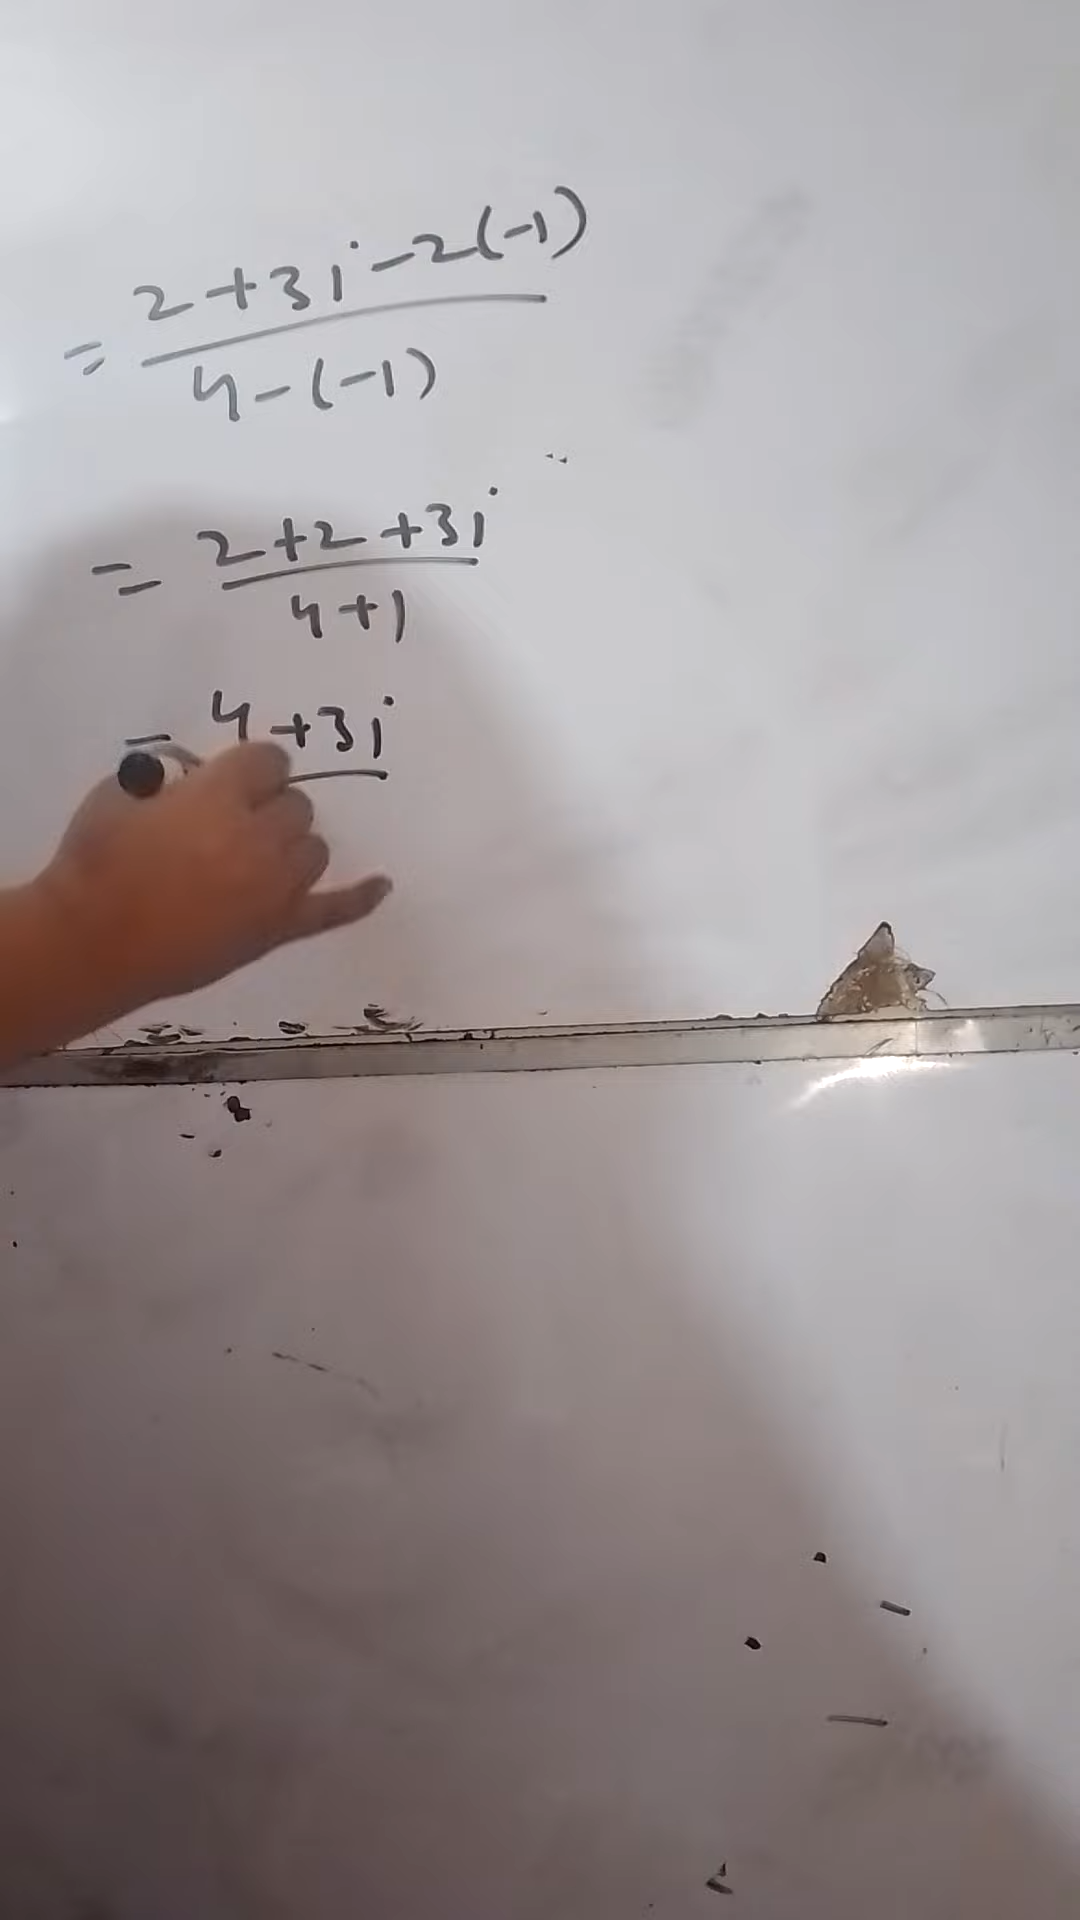 = 2+3i-2(-1)
4-(-1)
= 2+2+3i
4+1
= 4+3i